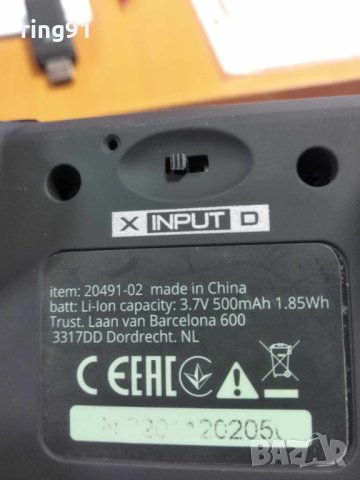 ring91
X INPUT D
item: 20491-02 made in China
batt: Li-Ion capacity: 3.7V 500mAh 1.85Wh
Trust. Laan van Barcelona 600
3317DD Dordrecht. NL
CE EAC
BAZAR